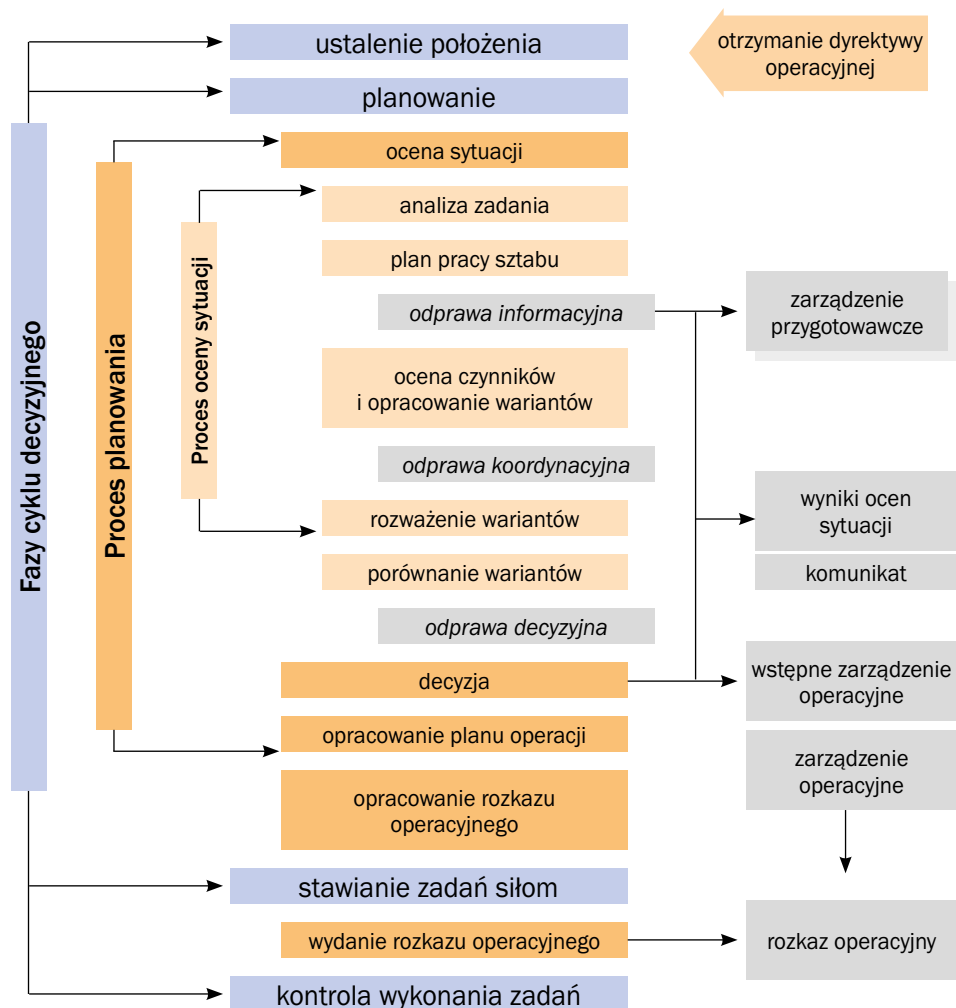 ustalenie położenia
otrzymanie dyrektywy
operacyjnej
planowanie
Fazy cyklu decyzyjnego
Proces planowania
Proces oceny sytuacji
ocena sytuacji
analiza zadania
plan pracy sztabu
odprawa informacyjna
zarządzenie
przygotowawcze
ocena czynników
i opracowanie wariantów
odprawa koordynacyjna
rozważenie wariantów
wyniki ocen
sytuacji
porównanie wariantów
komunikat
odprawa decyzyjna
decyzja
wstępne zarządzenie
operacyjne
opracowanie planu operacji
zarządzenie
operacyjne
opracowanie rozkazu
operacyjnego
stawianie zadań siłom
wydanie rozkazu operacyjnego
rozkaz operacyjny
kontrola wykonania zadań